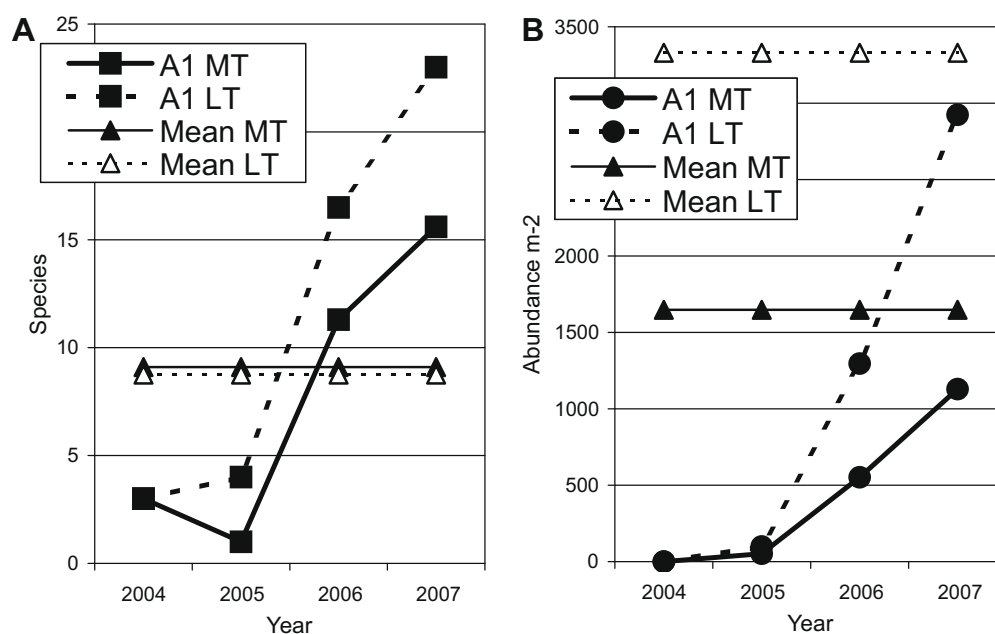 A
25
A1 MT
A1 LT
Mean MT
Mean LT
15
10
5
0
Species
2004 2005 2006 2007
Year
B
3500
A1 MT
A1 LT
Mean MT
Mean LT
2000
1500
1000
500
0
Abundance m-2
2004 2005 2006 2007
Year